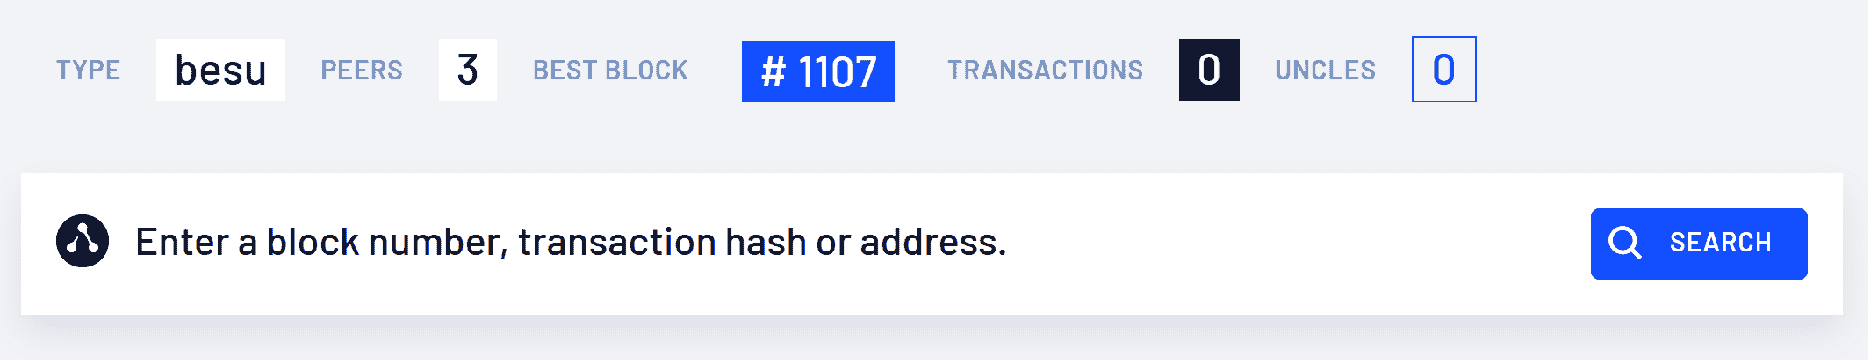 TYPE besu PEERS 3 BEST BLOCK # 1107 TRANSACTIONS 0 UNCLES 0
Enter a block number, transaction hash or address. SEARCH